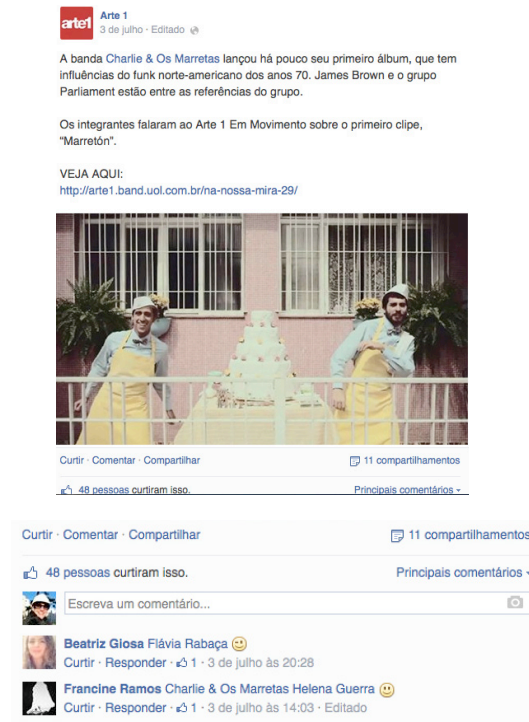 arte1
Arte 1
3 de julho · Editado
A banda Charlie & Os Marretas lançou há pouco seu primeiro álbum, que tem
influências do funk norte-americano dos anos 70. James Brown e o grupo
Parliament estão entre as referências do grupo.
Os integrantes falaram ao Arte 1 Em Movimento sobre o primeiro clipe,
"Marretón".
VEJA AQUI:
http://arte1.band.uol.com.br/na-nossa-mira-29/
Curtir · Comentar · Compartilhar 11 compartilhamentos
48 pessoas curtiram isso. Principais comentários
Curtir · Comentar · Compartilhar 11 compartilhamentos
48 pessoas curtiram isso. Principais comentários
Escreva um comentário...
Beatriz Giosa Flávia Rabaça
Curtir · Responder · 1 · 3 de julho às 20:28
Francine Ramos Charlie & Os Marretas Helena Guerra
Curtir · Responder · 1 · 3 de julho às 14:03 · Editado